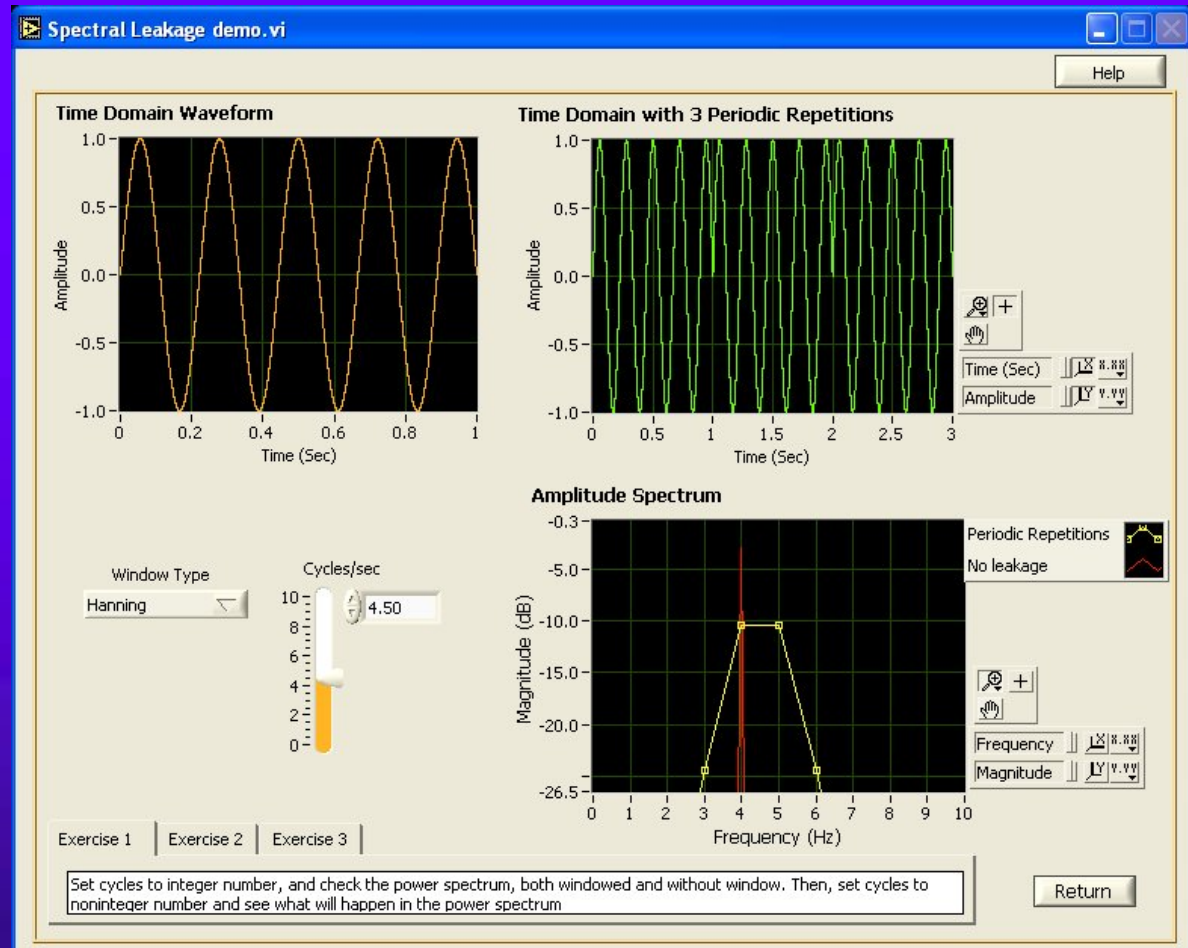 Spectral Leakage demo.vi
Help
Time Domain Waveform
1.0
0.5
0.0
-0.5
-1.0
Amplitude
0 0.2 0.4 0.6 0.8 1
Time (Sec)
Time Domain with 3 Periodic Repetitions
1.0
0.5
0.0
-0.5
-1.0
Amplitude
0 0.5 1 1.5 2 2.5 3
Time (Sec)
Time (Sec)
Amplitude
Window Type
Hanning
Cycles/sec
10
8
6
4
2
0
4.50
Amplitude Spectrum
-0.3
-5.0
-10.0
-15.0
-20.0
-26.5
Magnitude (dB)
0 1 2 3 4 5 6 7 8 9 10
Frequency (Hz)
Periodic Repetitions
No leakage
Frequency
Magnitude
Exercise 1 Exercise 2 Exercise 3
Set cycles to integer number, and check the power spectrum, both windowed and without window. Then, set cycles to
noninteger number and see what will happen in the power spectrum
Return